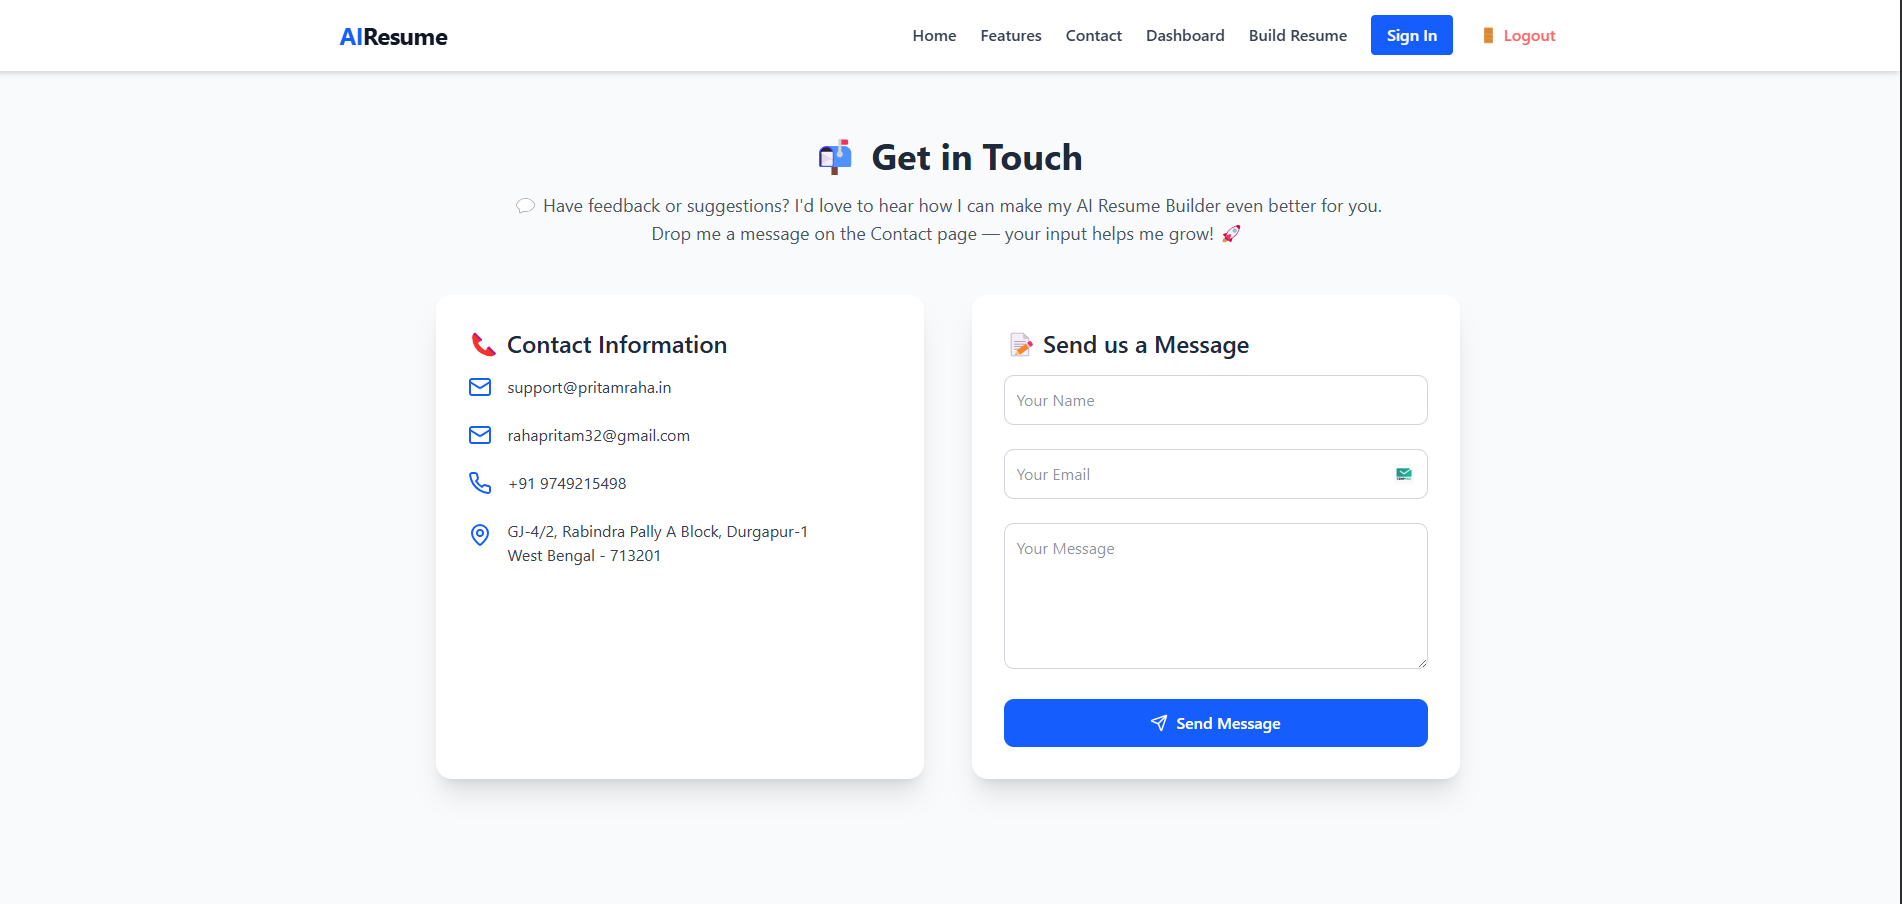 AIResume
Home
Features
Contact
Dashboard
Build Resume
Sign In
Logout
Get in Touch
Have feedback or suggestions? I'd love to hear how I can make my AI Resume Builder even better for you.
Drop me a message on the Contact page — your input helps me grow!
Contact Information
support@pritamraha.in
rahapritam32@gmail.com
+91 9749215498
GJ-4/2, Rabindra Pally A Block, Durgapur-1
West Bengal - 713201
Send us a Message
Your Name
Your Email
Your Message
Send Message